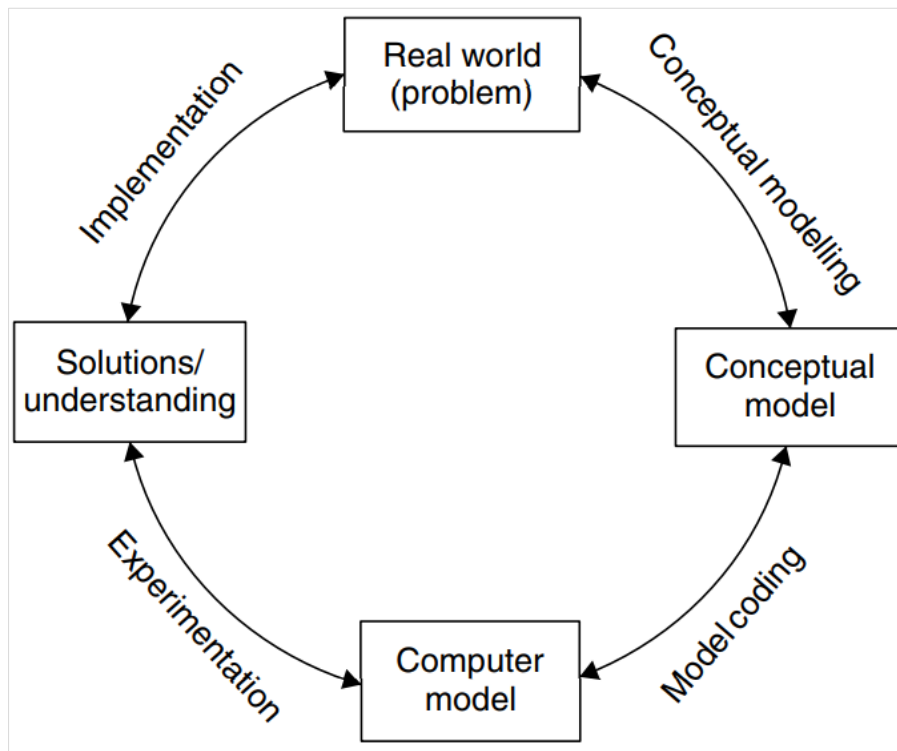 Real world
(problem)
Conceptual modelling
Conceptual
model
Model coding
Computer
model
Experimentation
Solutions/
understanding
Implementation